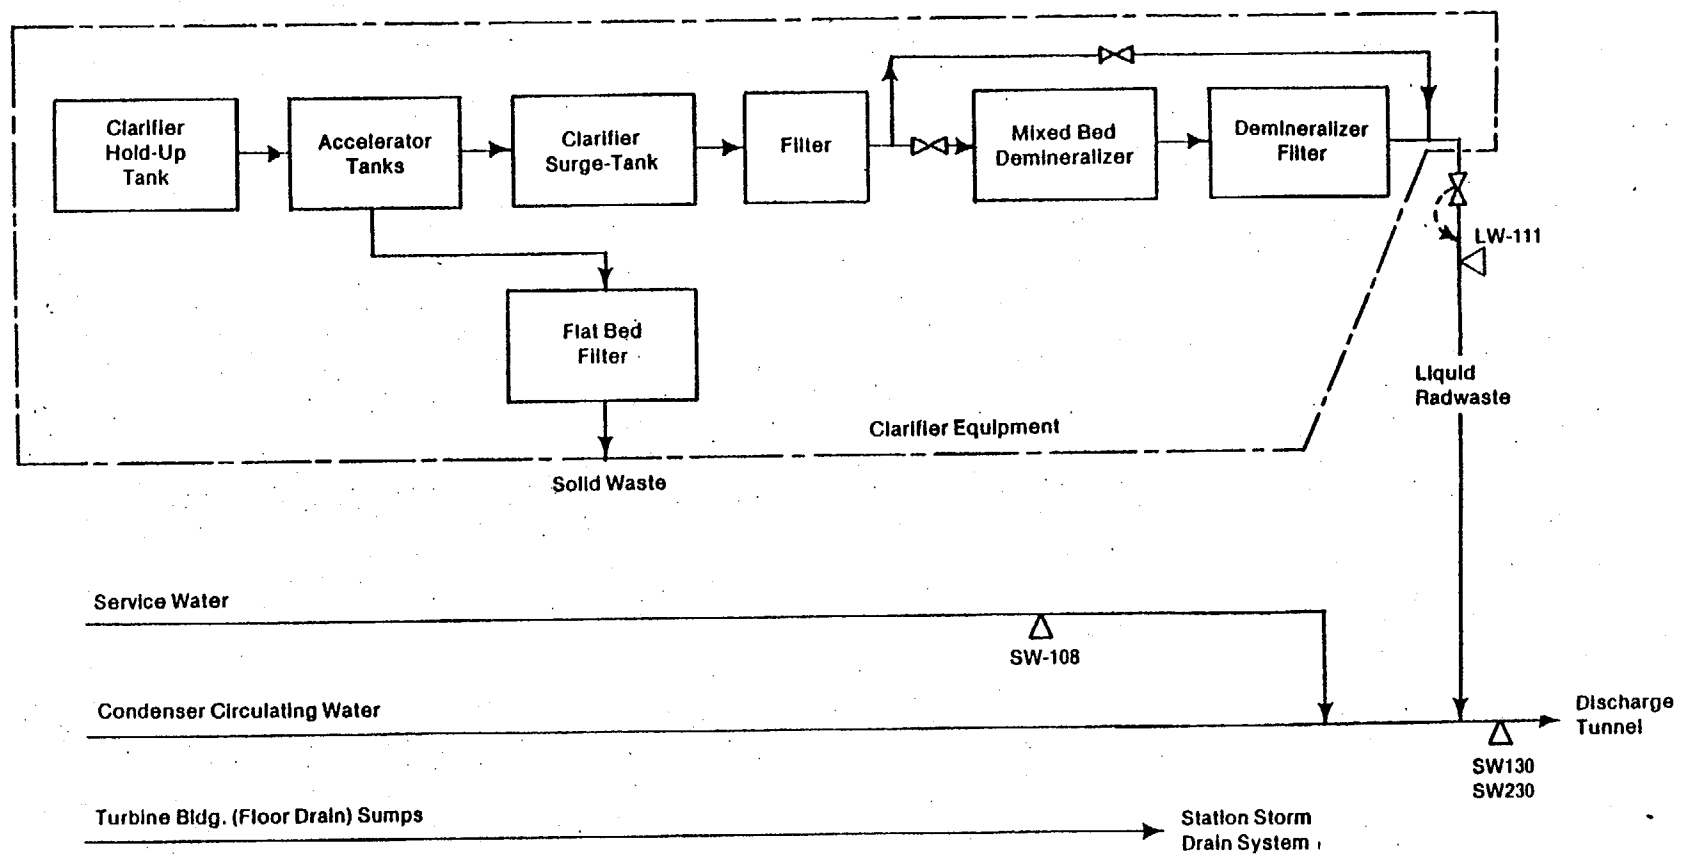 Clarifier
Hold-Up
Tank
Accelerator
Tanks
Clarifier
Surge-Tank
Filter
Mixed Bed
Demineralizer
Demineralizer
Filter
LW-111
Flat Bed
Filter
Liquid
Radwaste
Clarifier Equipment
Solid Waste
Service Water
SW-108
Condenser Circulating Water
Discharge
Tunnel
SW130
SW230
Turbine Bldg. (Floor Drain) Sumps
Station Storm
Drain System